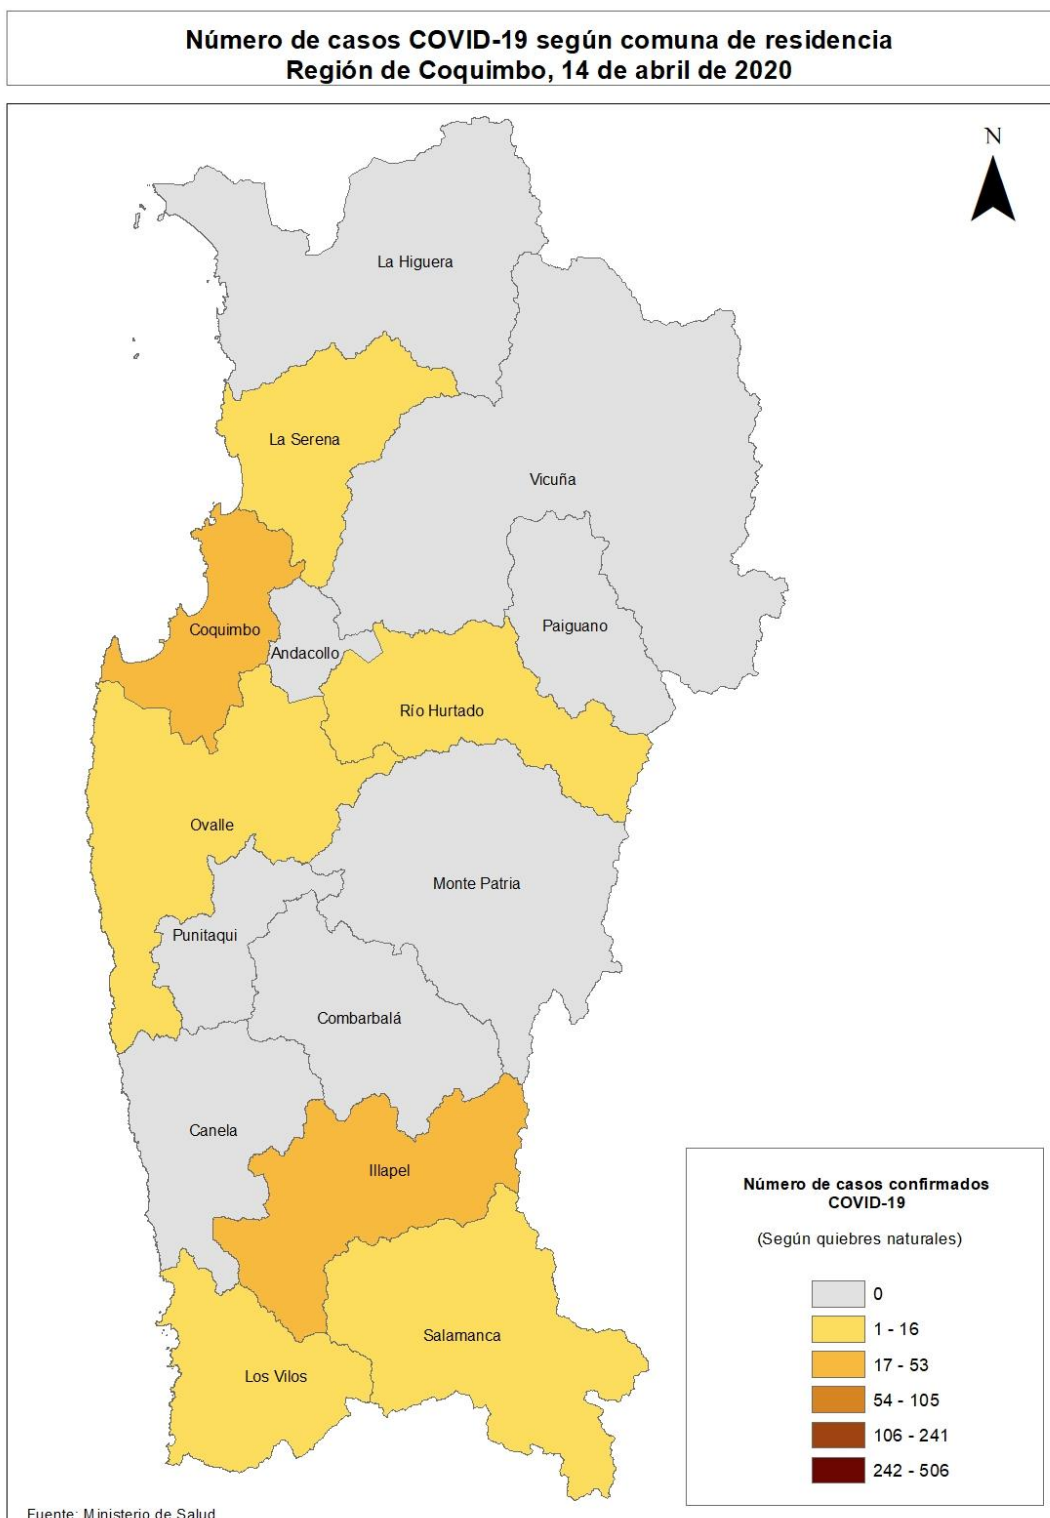 Número de casos COVID-19 según comuna de residencia
Región de Coquimbo, 14 de abril de 2020
N
La Higuera
La Serena
Vicuña
Coquimbo
Paiguano
Andacollo
Río Hurtado
Ovalle
Monte Patria
Punitaqui
Combarbalá
Canela
Illapel
Salamanca
Los Vilos
Número de casos confirmados
COVID-19
(Según quiebres naturales)
0
1 - 16
17 - 53
54 - 105
106 - 241
242 - 506
Fuente: Ministerio de Salud